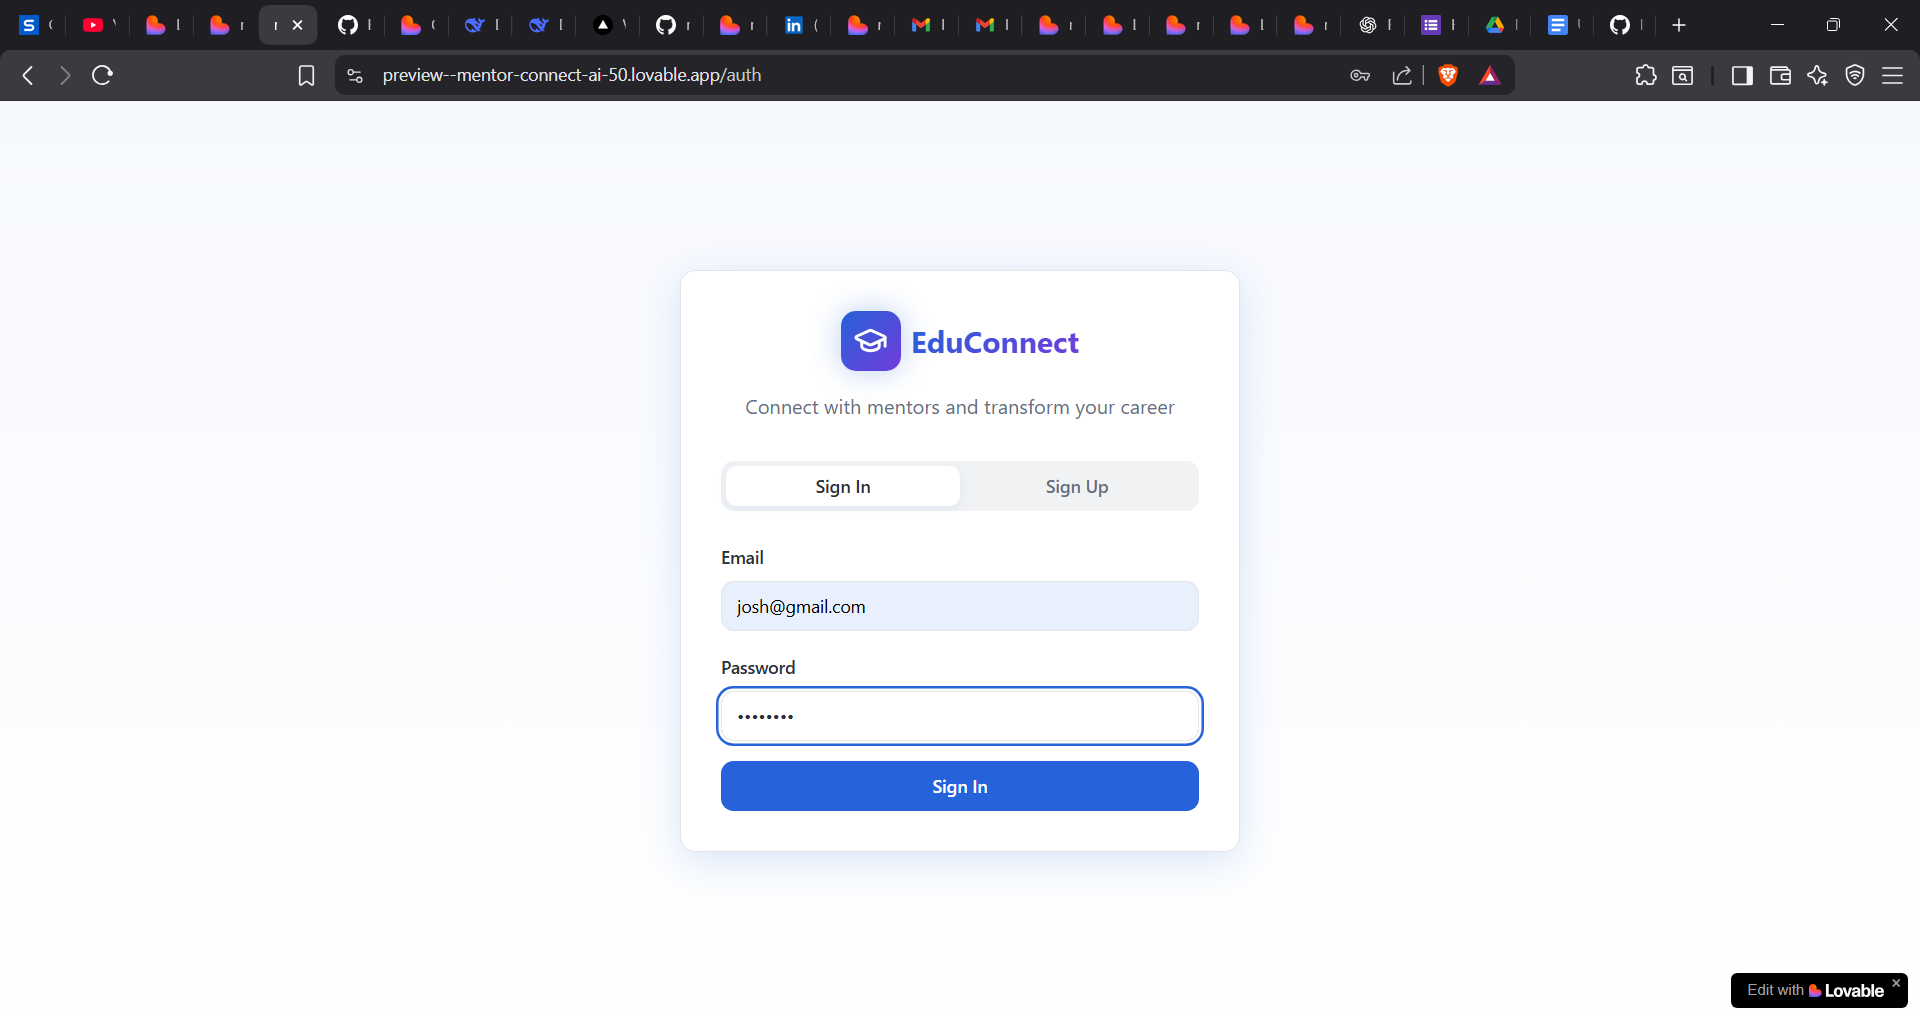 preview--mentor-connect-ai-50.lovable.app/auth
EduConnect
Connect with mentors and transform your career
Sign In
Sign Up
Email
josh@gmail.com
Password
••••••••
Sign In
Edit with Lovable